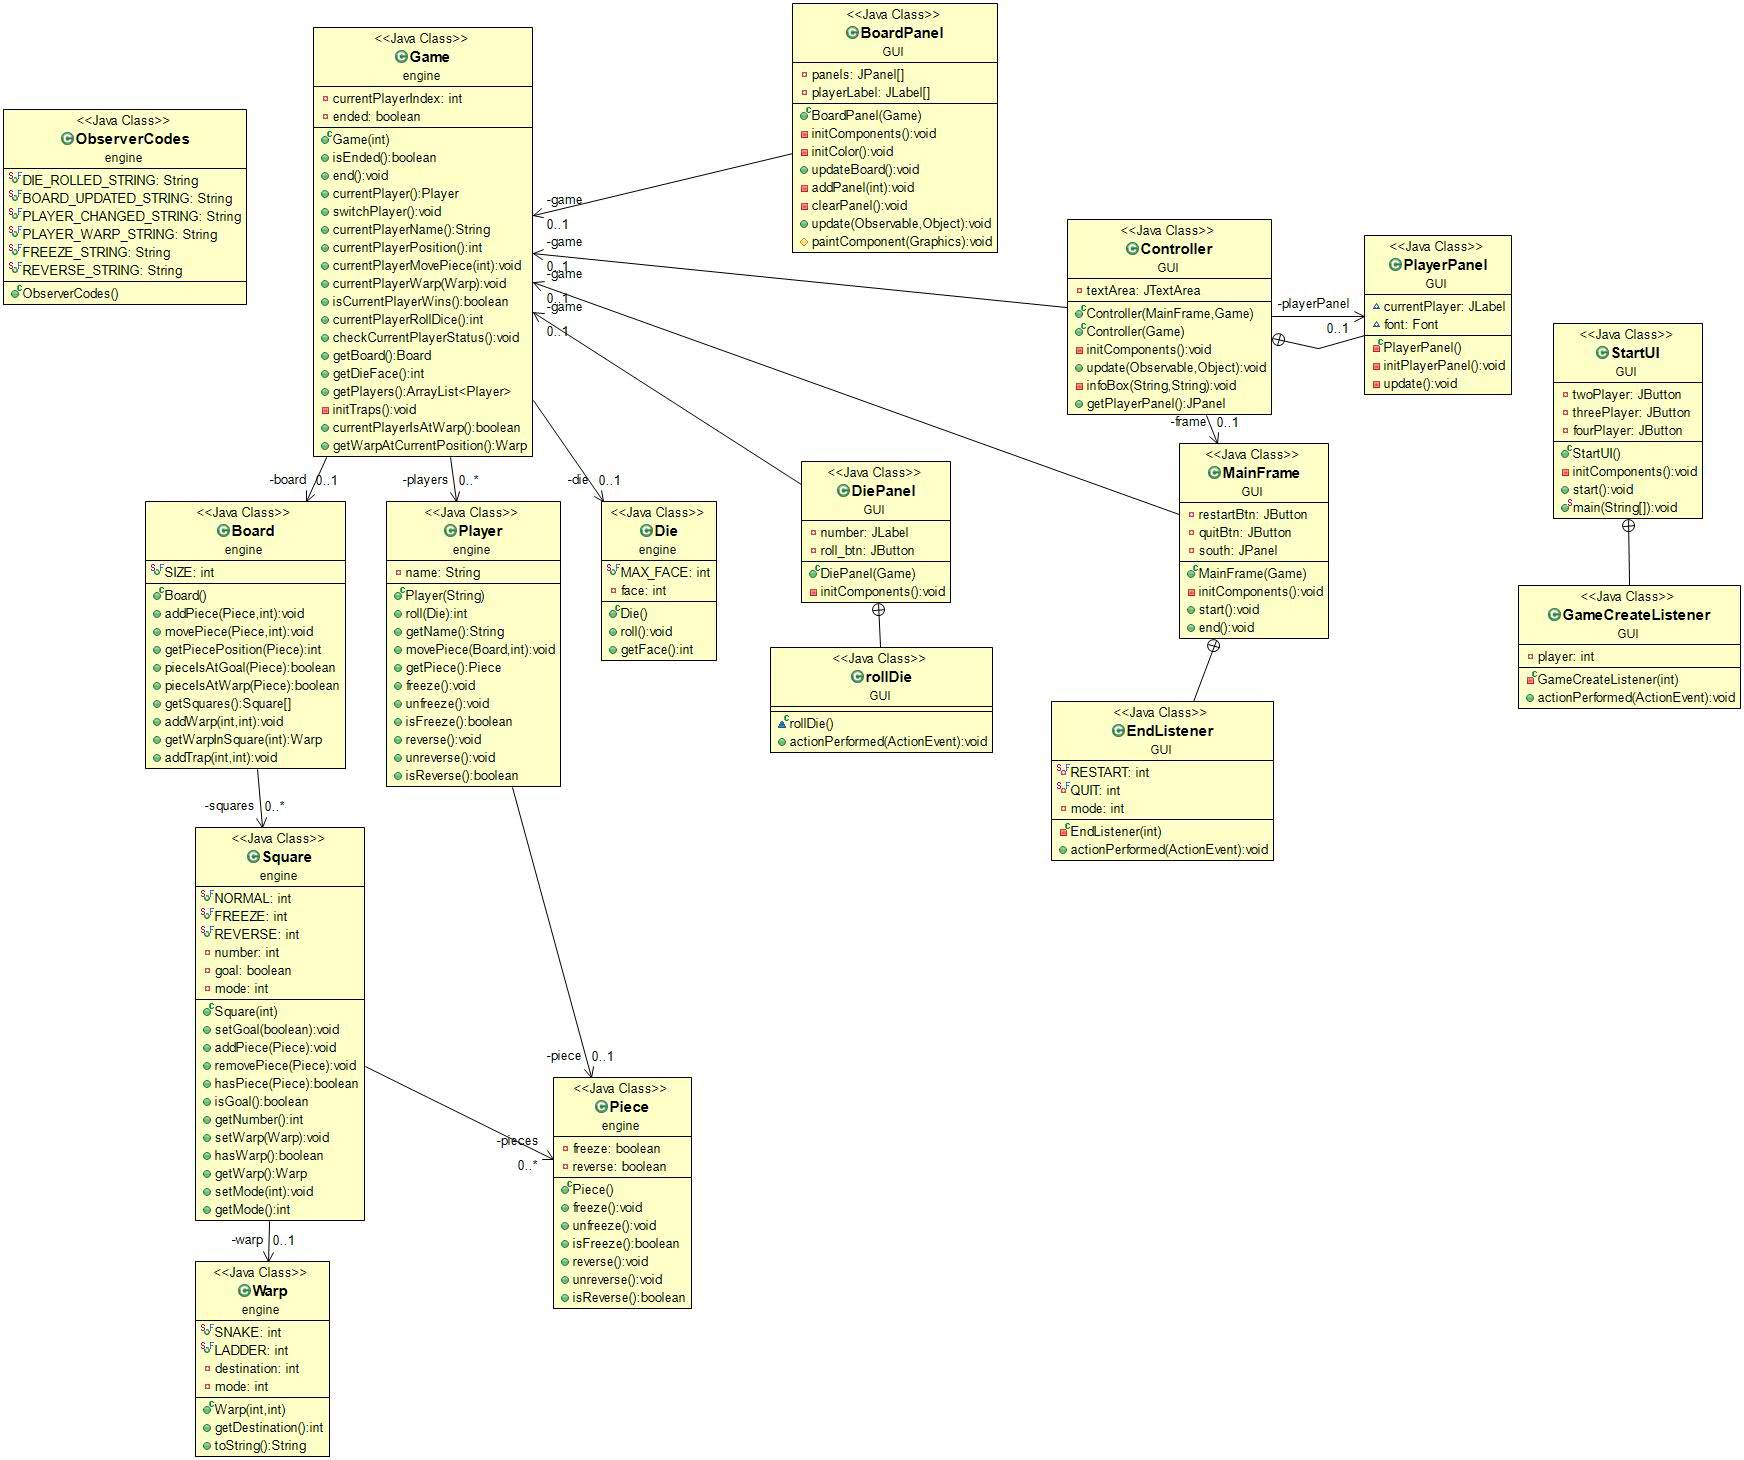 <<Java Class>>
ObserverCodes
engine
DIE_ROLLED_STRING: String
BOARD_UPDATED_STRING: String
PLAYER_CHANGED_STRING: String
PLAYER_WARP_STRING: String
FREEZE_STRING: String
REVERSE_STRING: String
ObserverCodes()
<<Java Class>>
Game
engine
currentPlayerIndex: int
ended: boolean
Game(int)
isEnded():boolean
end():void
currentPlayer():Player
switchPlayer():void
currentPlayerName():String
currentPlayerPosition():int
currentPlayerMovePiece(int):void
currentPlayerWarp(Warp):void
isCurrentPlayerWins():boolean
currentPlayerRollDice():int
checkCurrentPlayerStatus():void
getBoard():Board
getDieFace():int
getPlayers():ArrayList<Player>
initTraps():void
currentPlayerIsAtWarp():boolean
getWarpAtCurrentPosition():Warp
<<Java Class>>
BoardPanel
GUI
panels: JPanel[]
playerLabel: JLabel[]
BoardPanel(Game)
initComponents():void
initColor():void
updateBoard():void
addPanel(int):void
clearPanel():void
update(Observable,Object):void
paintComponent(Graphics):void
-game
0..1
-game
0..1
-game
0..1
-game
0..1
<<Java Class>>
Controller
GUI
textArea: JTextArea
Controller(MainFrame,Game)
Controller(Game)
initComponents():void
update(Observable,Object):void
infoBox(String,String):void
getPlayerPanel():JPanel
-playerPanel
0..1
<<Java Class>>
PlayerPanel
GUI
currentPlayer: JLabel
font: Font
PlayerPanel()
initPlayerPanel():void
update():void
<<Java Class>>
StartUI
GUI
twoPlayer: JButton
threePlayer: JButton
fourPlayer: JButton
StartUI()
initComponents():void
start():void
main(String[]):void
-frame 0..1
<<Java Class>>
MainFrame
GUI
restartBtn: JButton
quitBtn: JButton
south: JPanel
MainFrame(Game)
initComponents():void
start():void
end():void
<<Java Class>>
DiePanel
GUI
number: JLabel
roll_btn: JButton
DiePanel(Game)
initComponents():void
-board 0..1
-players 0..*
-die 0..1
<<Java Class>>
Board
engine
SIZE: int
Board()
addPiece(Piece,int):void
movePiece(Piece,int):void
getPiecePosition(Piece):int
pieceIsAtGoal(Piece):boolean
pieceIsAtWarp(Piece):boolean
getSquares():Square[]
addWarp(int,int):void
getWarpInSquare(int):Warp
addTrap(int,int):void
<<Java Class>>
Player
engine
name: String
Player(String)
roll(Die):int
getName():String
movePiece(Board,int):void
getPiece():Piece
freeze():void
unfreeze():void
isFreeze():boolean
reverse():void
unreverse():void
isReverse():boolean
<<Java Class>>
Die
engine
MAX_FACE: int
face: int
Die()
roll():void
getFace():int
<<Java Class>>
rollDie
GUI
rollDie()
actionPerformed(ActionEvent):void
<<Java Class>>
GameCreateListener
GUI
player: int
GameCreateListener(int)
actionPerformed(ActionEvent):void
<<Java Class>>
EndListener
GUI
RESTART: int
QUIT: int
mode: int
EndListener(int)
actionPerformed(ActionEvent):void
-squares 0..*
<<Java Class>>
Square
engine
NORMAL: int
FREEZE: int
REVERSE: int
number: int
goal: boolean
mode: int
Square(int)
setGoal(boolean):void
addPiece(Piece):void
removePiece(Piece):void
hasPiece(Piece):boolean
isGoal():boolean
getNumber():int
setWarp(Warp):void
hasWarp():boolean
getWarp():Warp
setMode(int):void
getMode():int
-piece 0..1
-pieces
0..*
<<Java Class>>
Piece
engine
freeze: boolean
reverse: boolean
Piece()
freeze():void
unfreeze():void
isFreeze():boolean
reverse():void
unreverse():void
isReverse():boolean
-warp 0..1
<<Java Class>>
Warp
engine
SNAKE: int
LADDER: int
destination: int
mode: int
Warp(int,int)
getDestination():int
toString():String